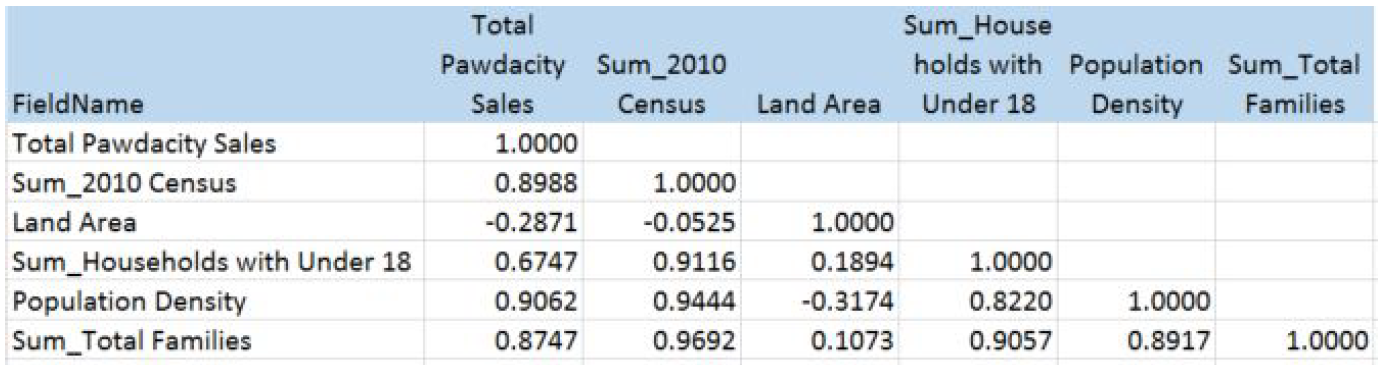 Total Sum_House
Pawdacity Sum_2010 holds with Population Sum_Total
FieldName Sales Census Land Area Under 18 Density Families
Total Pawdacity Sales 1.0000
Sum_2010 Census 0.8988 1.0000
Land Area -0.2871 -0.0525 1.0000
Sum_Households with Under 18 0.6747 0.9116 0.1894 1.0000
Population Density 0.9062 0.9444 -0.3174 0.8220 1.0000
Sum_Total Families 0.8747 0.9692 0.1073 0.9057 0.8917 1.0000